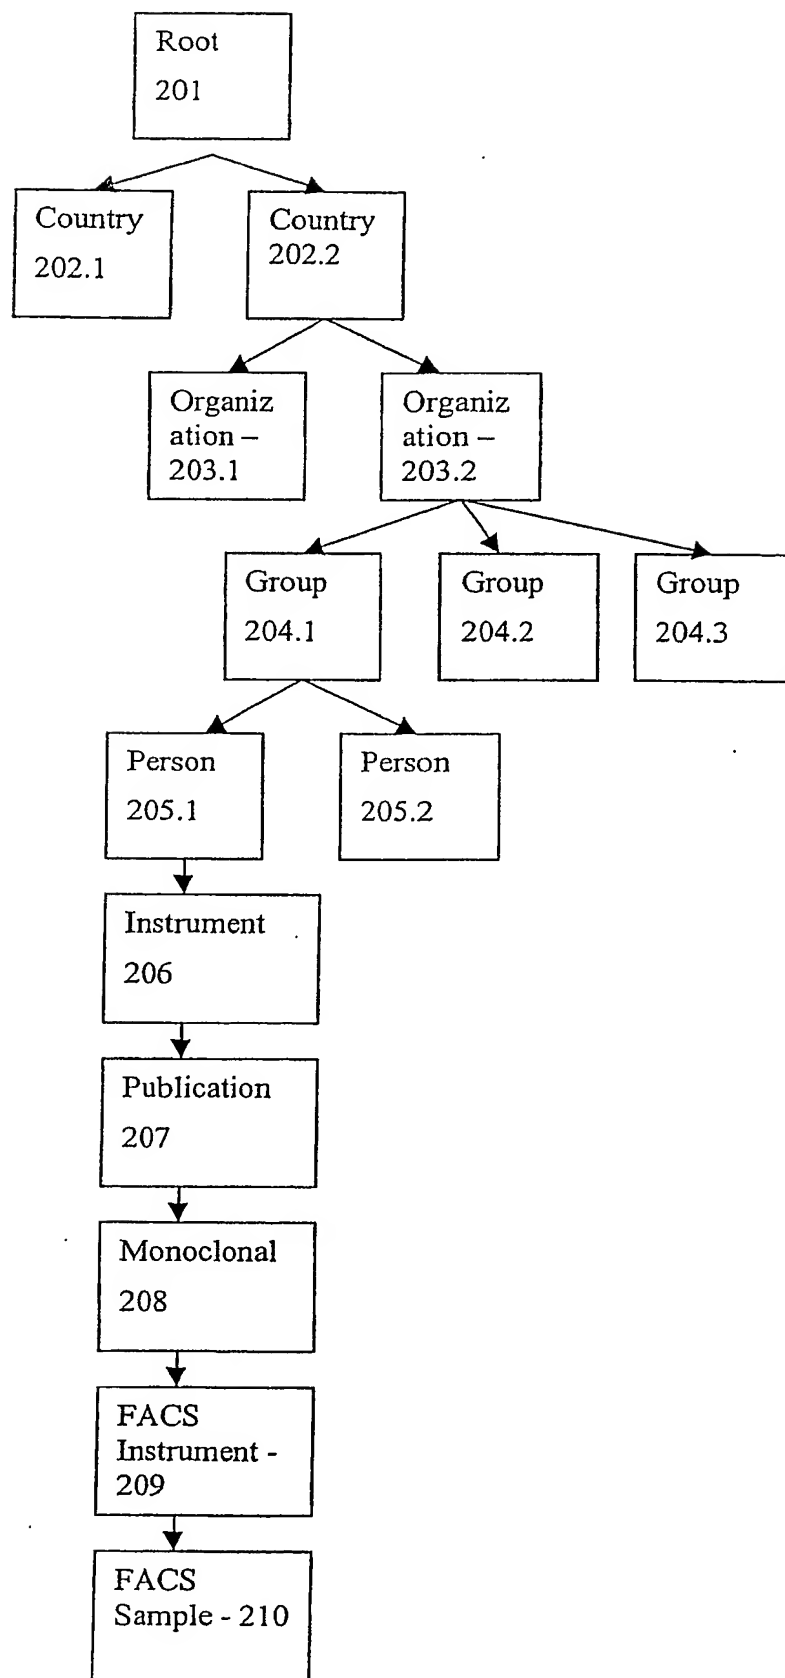 Root
201
Country
202.1
Country
202.2
Organiz
ation –
203.1
Organiz
ation –
203.2
Group
204.1
Group
204.2
Group
204.3
Person
205.1
Person
205.2
Instrument
206
Publication
207
Monoclonal
208
FACS
Instrument -
209
FACS
Sample - 210